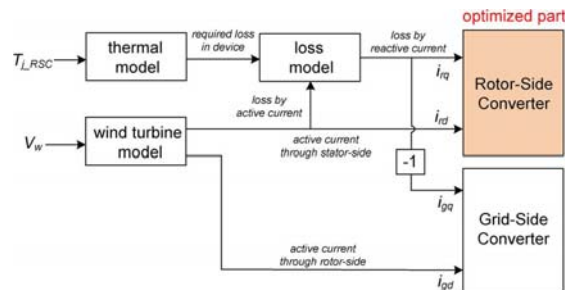 optimized part
required loss
in device
loss by
reactive current
T_j_RSC
thermal
model
loss
model
i_rq
Rotor-Side
Converter
loss by
active current
V_w
wind turbine
model
active current
through stator-side
i_rd
-1
i_gq
Grid-Side
Converter
active current
through rotor-side
i_gd